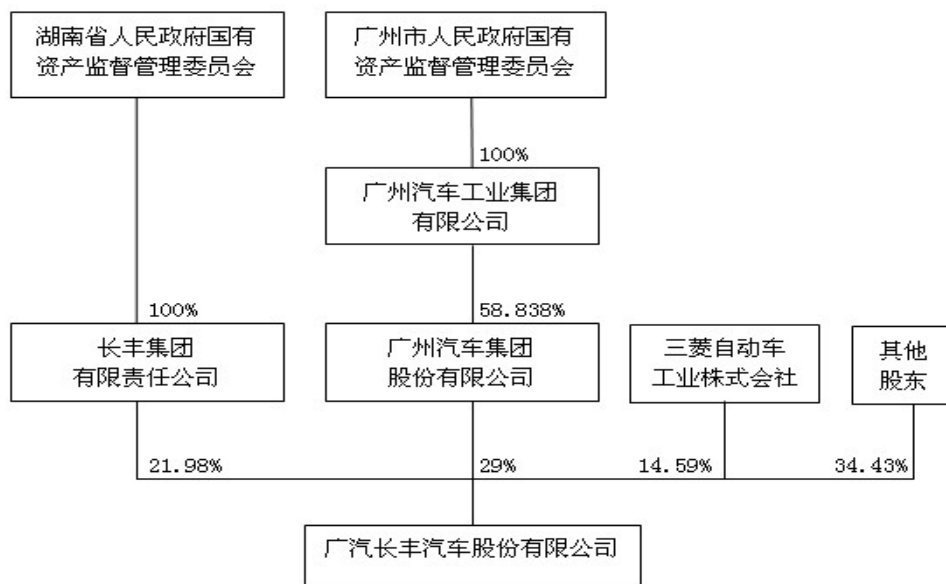 湖南省人民政府国有
资产监督管理委员会
广州市人民政府国有
资产监督管理委员会
100%
广州汽车工业集团
有限公司
100%
58.838%
长丰集团
有限责任公司
广州汽车集团
股份有限公司
三菱自动车
工业株式会社
其他
股东
21.98%
29%
14.59%
34.43%
广汽长丰汽车股份有限公司